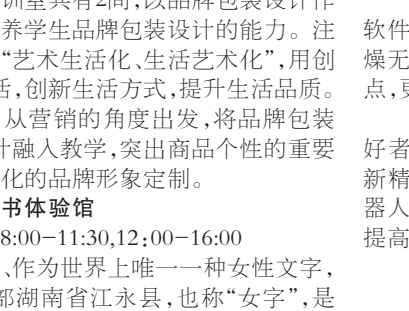 训室共有2间,以品牌包装设计作
养学生品牌包装设计的能力。注
“艺术生活化、生活艺术化”,用创
活,创新生活方式,提升生活品质。
从营销的角度出发,将品牌包装
计融入教学,突出商品个性的重要
化的品牌形象定制。
书体验馆
8:00-11:30,12:00-16:00
、作为世界上唯一一种女性文字,
部湖南省江永县,也称“女字”,是
软件
燥无
点,更
好者
新精
器人
提高